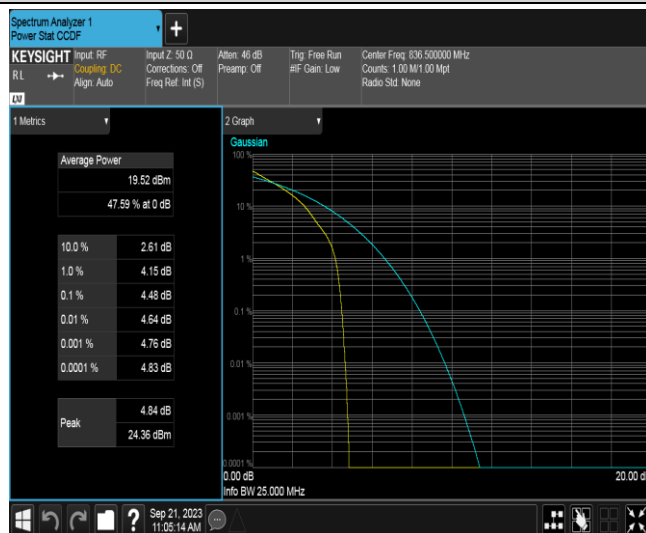 Spectrum Analyzer 1
Power Stat CCDF
+
KEYSIGHT
RL
LXI
Input: RF
Coupling: DC
Align: Auto
Input Z: 50 Ω
Corrections: Off
Freq Ref: Int (S)
Atten: 46 dB
Preamp: Off
Trig: Free Run
#IF Gain: Low
Center Freq: 836.500000 MHz
Counts: 1.00 M/1.00 Mpt
Radio Std: None
1 Metrics
Average Power
19.52 dBm
47.59 % at 0 dB
10.0 % 2.61 dB
1.0 % 4.15 dB
0.1 % 4.48 dB
0.01 % 4.64 dB
0.001 % 4.76 dB
0.0001 % 4.83 dB
Peak
4.84 dB
24.36 dBm
2 Graph
Gaussian
100 %
10 %
1 %
0.1 %
0.01 %
0.001 %
0.0001 %
0.00 dB
20.00 d
Info BW 25.000 MHz
?
Sep 21, 2023
11:05:14 AM